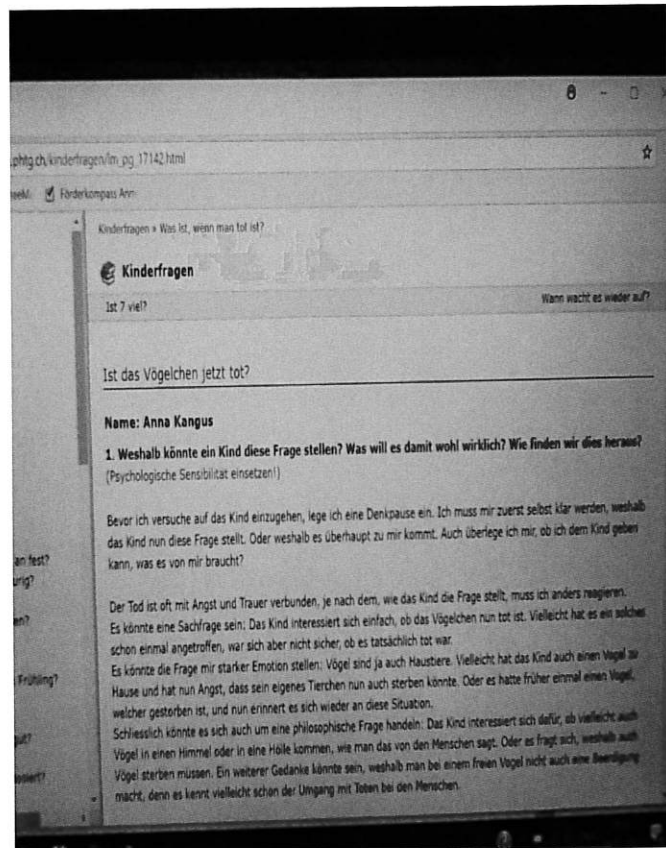 .phtg.ch/kinderfragen/lm_pg_17142.html
Förderkompass Ann
Kinderfragen » Was ist, wenn man tot ist?
Kinderfragen
Ist 7 viel?
Wann wacht es wieder auf?
Ist das Vögelchen jetzt tot?
Name: Anna Kangus
1. Weshalb könnte ein Kind diese Frage stellen? Was will es damit wohl wirklich? Wie finden wir dies heraus?
(Psychologische Sensibilität einsetzen!)
Bevor ich versuche auf das Kind einzugehen, lege ich eine Denkpause ein. Ich muss mir zuerst selbst klar werden, weshalb
das Kind nun diese Frage stellt. Oder weshalb es überhaupt zu mir kommt. Auch überlege ich mir, ob ich dem Kind geben
kann, was es von mir braucht?
Der Tod ist oft mit Angst und Trauer verbunden, je nach dem, wie das Kind die Frage stellt, muss ich anders reagieren.
Es könnte eine Sachfrage sein: Das Kind interessiert sich einfach, ob das Vögelchen nun tot ist. Vielleicht hat es ein solches
schon einmal angetroffen, war sich aber nicht sicher, ob es tatsächlich tot war.
Es könnte die Frage mir starker Emotion stellen: Vögel sind ja auch Haustiere. Vielleicht hat das Kind auch einen Vogel zu
Hause und hat nun Angst, dass sein eigenes Tierchen nun auch sterben könnte. Oder es hatte früher einmal einen Vogel,
welcher gestorben ist, und nun erinnert es sich wieder an diese Situation.
Schliesslich könnte es sich auch um eine philosophische Frage handeln: Das Kind interessiert sich dafür, ob vielleicht auch
Vögel in einen Himmel oder in eine Hölle kommen, wie man das von den Menschen sagt. Oder es fragt sich, weshalb auch
Vögel sterben müssen. Ein weiterer Gedanke könnte sein, weshalb man bei einem freien Vogel nicht auch eine Beerdigung
macht, denn es kennt vielleicht schon der Umgang mit Toten bei den Menschen.
an fest?
urig?
en?
Frühling?
gut?